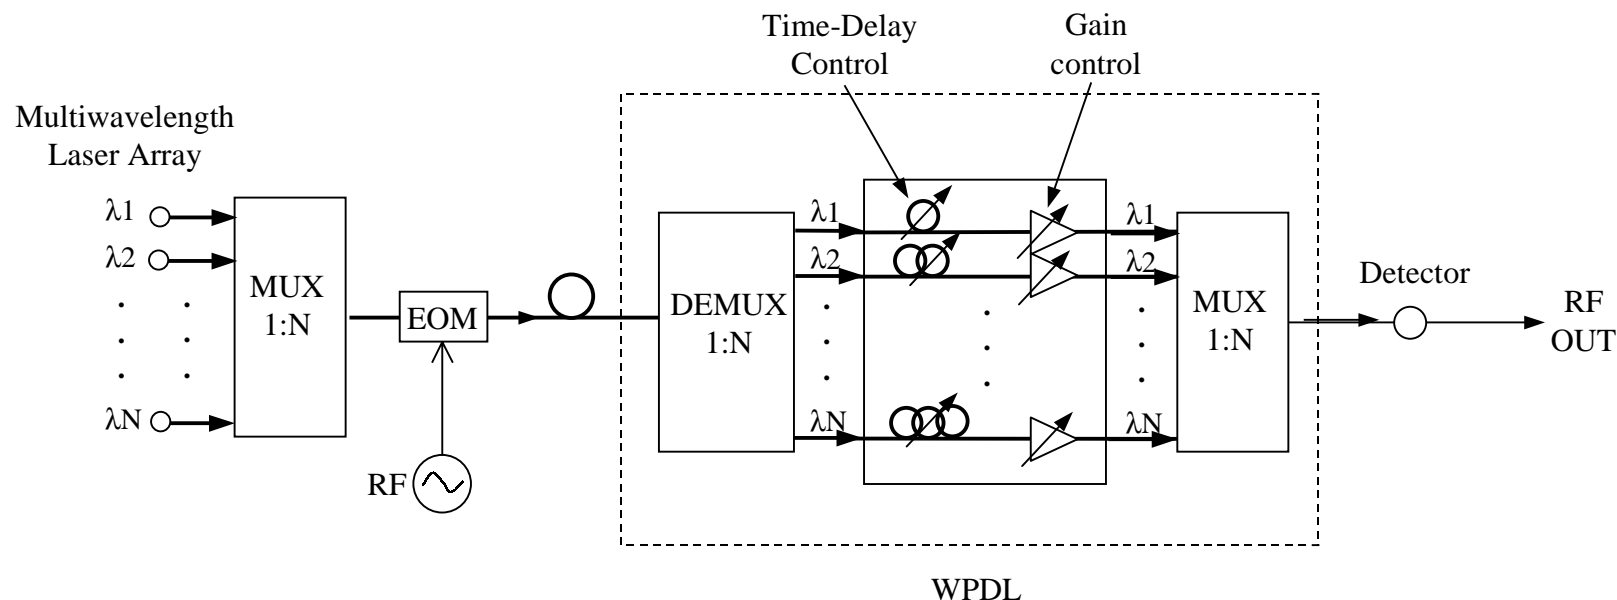 Time-Delay
Control
Gain
control
Multiwavelength
Laser Array
λ1
λ2
λN
MUX
1:N
EOM
RF
DEMUX
1:N
λ1
λ2
λN
λ1
λ2
λN
MUX
1:N
Detector
RF
OUT
WPDL